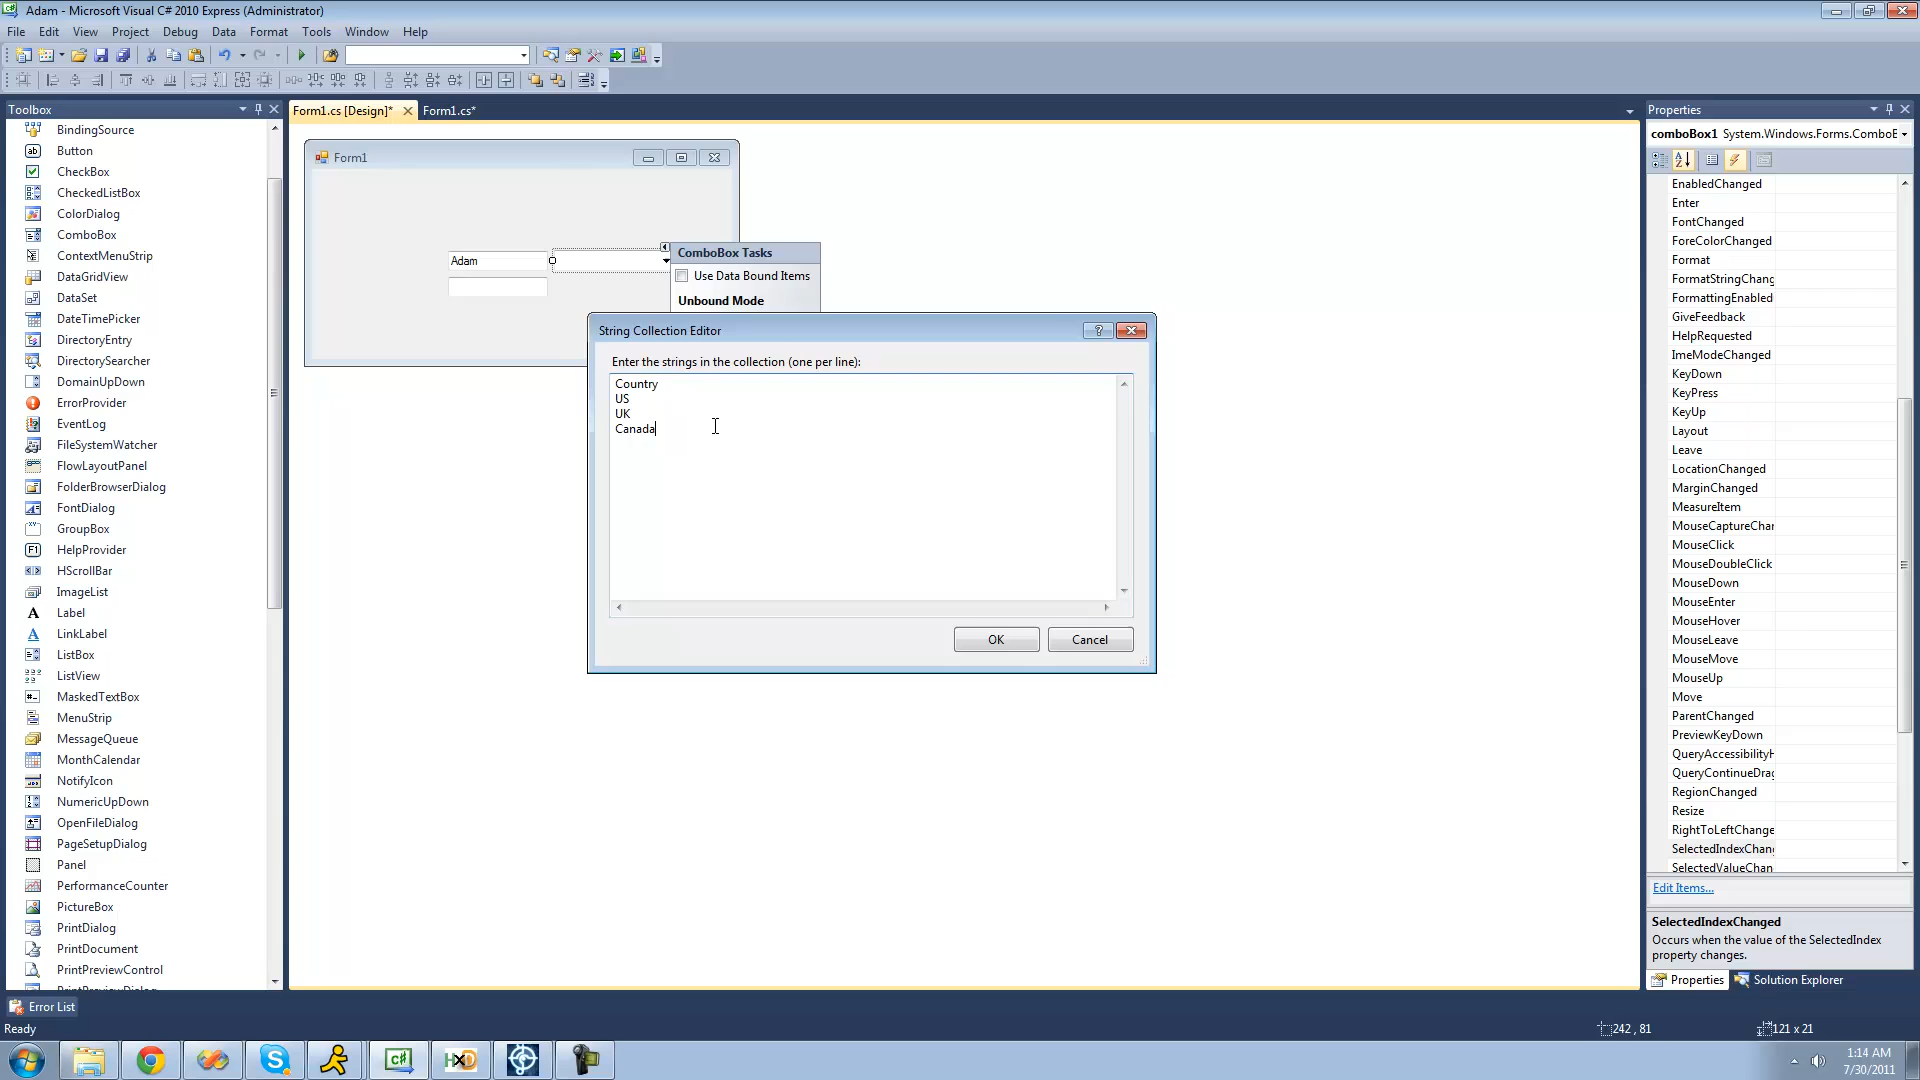 Adam - Microsoft Visual C# 2010 Express (Administrator)
File Edit View Project Debug Data Format Tools Window Help
Toolbox
BindingSource
Button
CheckBox
CheckedListBox
ColorDialog
ComboBox
ContextMenuStrip
DataGridView
DataSet
DateTimePicker
DirectoryEntry
DirectorySearcher
DomainUpDown
ErrorProvider
EventLog
FileSystemWatcher
FlowLayoutPanel
FolderBrowserDialog
FontDialog
GroupBox
HelpProvider
HScrollBar
ImageList
Label
LinkLabel
ListBox
ListView
MaskedTextBox
MenuStrip
MessageQueue
MonthCalendar
NotifyIcon
NumericUpDown
OpenFileDialog
PageSetupDialog
Panel
PerformanceCounter
PictureBox
PrintDialog
PrintDocument
PrintPreviewControl
Form1.cs [Design]* Form1.cs*
Form1
Adam
ComboBox Tasks
Use Data Bound Items
Unbound Mode
String Collection Editor
Enter the strings in the collection (one per line):
Country
US
UK
Canada
OK Cancel
Properties
comboBox1 System.Windows.Forms.ComboE
EnabledChanged
Enter
FontChanged
ForeColorChanged
Format
FormatStringChang
FormattingEnabled
GiveFeedback
HelpRequested
ImeModeChanged
KeyDown
KeyPress
KeyUp
Layout
Leave
LocationChanged
MarginChanged
MeasureItem
MouseCaptureChar
MouseClick
MouseDoubleClick
MouseDown
MouseEnter
MouseHover
MouseLeave
MouseMove
MouseUp
Move
ParentChanged
PreviewKeyDown
QueryAccessibilityH
QueryContinueDrag
RegionChanged
Resize
RightToLeftChange
SelectedIndexChang
SelectedValueChan
Edit Items...
SelectedIndexChanged
Occurs when the value of the SelectedIndex
property changes.
Properties Solution Explorer
Error List
Ready
242 , 81
121 x 21
1:14 AM
7/30/2011